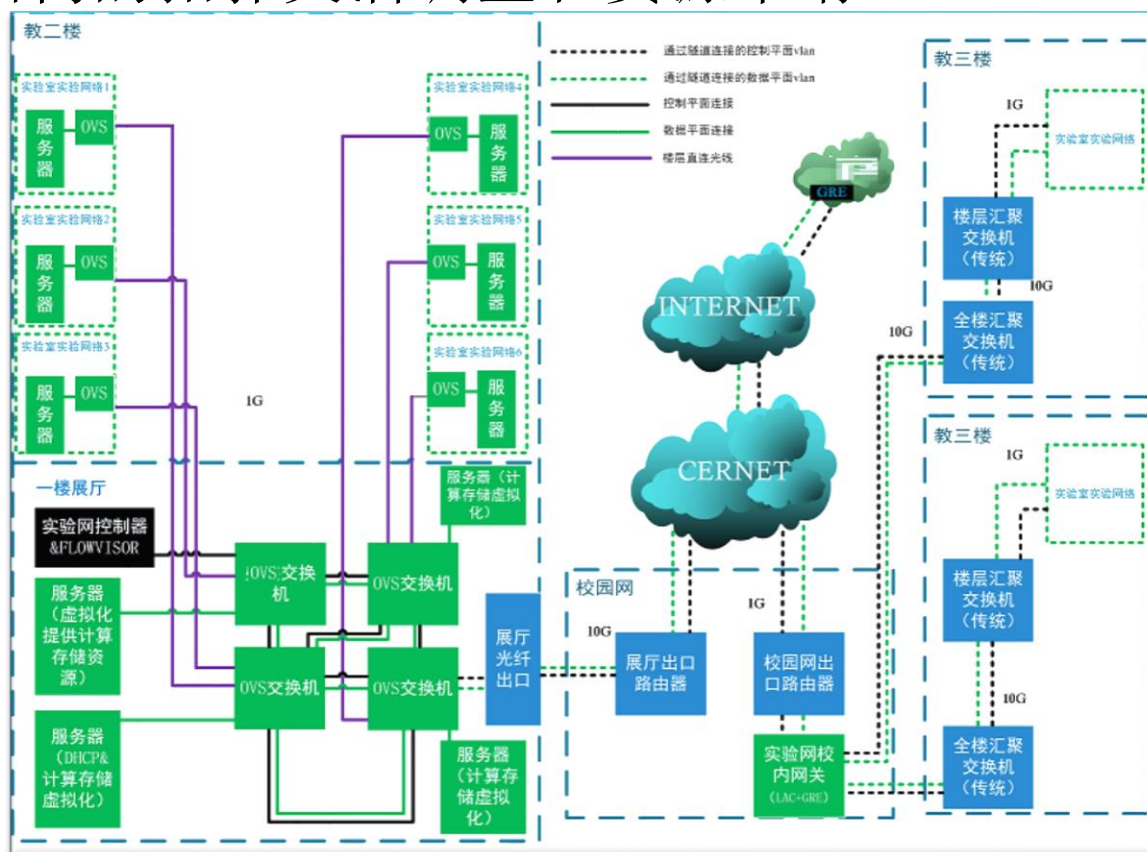 教二楼
实验室实验网络1
服
务
器
OVS
实验室实验网络2
服
务
器
OVS
实验室实验网络3
服
务
器
OVS
实验室实验网络4
OVS
服
务
器
实验室实验网络5
OVS
服
务
器
实验室实验网络6
OVS
服
务
器
1G
一楼展厅
实验网控制器
&FLOWVISOR
服务器
(虚拟化
提供计算
存储资
源)
服务器
(DHCP&
计算存储
虚拟化)
OVS交换
机
OVS交换机
OVS交换机
OVS交换机
服务器(计
算存储虚拟
化)
服务器
(计算存
储虚拟
化)
展厅
光纤
出口
通过隧道连接的控制平面vlan
通过隧道连接的数据平面vlan
控制平面连接
数据平面连接
楼层直连光线
GRE
INTERNET
CERNET
校园网
10G
1G
展厅出口
路由器
校园网出
口路由器
实验网校
内网关
(LAC+GRE)
10G
教三楼
1G
实验室实验网络
楼层汇聚
交换机
(传统)
10G
全楼汇聚
交换机
(传统)
教三楼
1G
实验室实验网络
楼层汇聚
交换机
(传统)
10G
全楼汇聚
交换机
(传统)